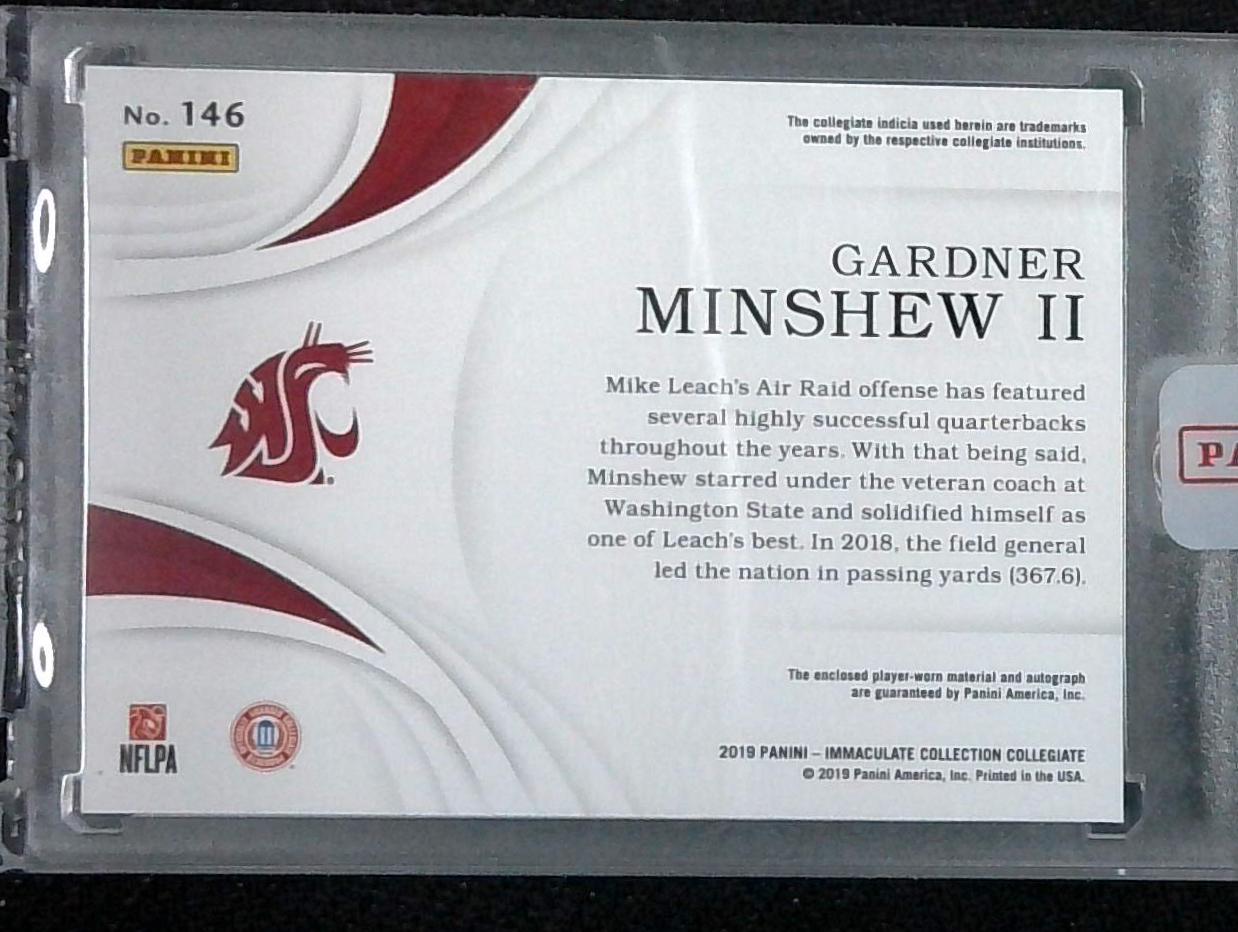 No. 146
PANINI
The collegiate indicia used herein are trademarks
owned by the respective collegiate institutions.
GARDNER
MINSHEW II
Mike Leach's Air Raid offense has featured
several highly successful quarterbacks
throughout the years. With that being said,
Minshew starred under the veteran coach at
Washington State and solidified himself as
one of Leach's best. In 2018, the field general
led the nation in passing yards (367.6).
The enclosed player-worn material and autograph
are guaranteed by Panini America, Inc.
NFLPA
2019 PANINI – IMMACULATE COLLECTION COLLEGIATE
© 2019 Panini America, Inc. Printed in the USA.